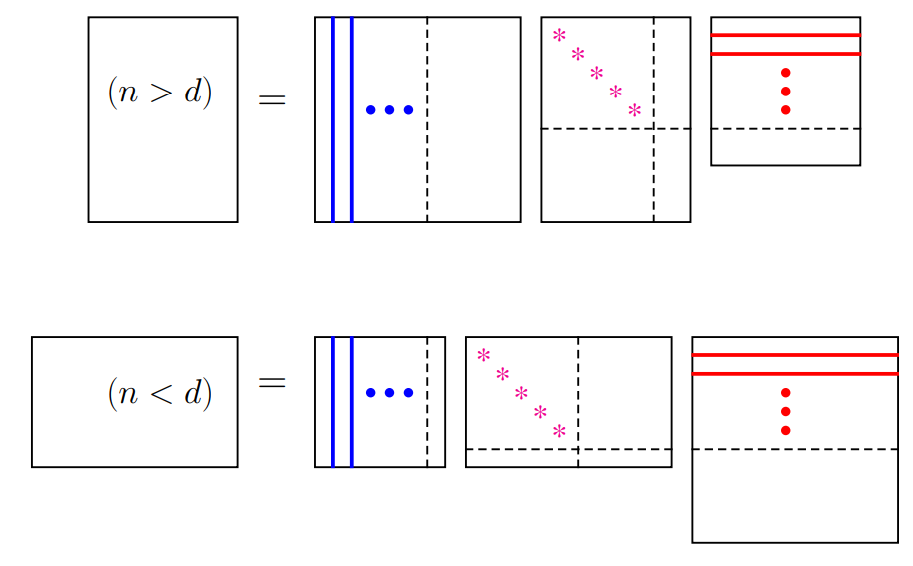 (n > d) =
(n < d) =